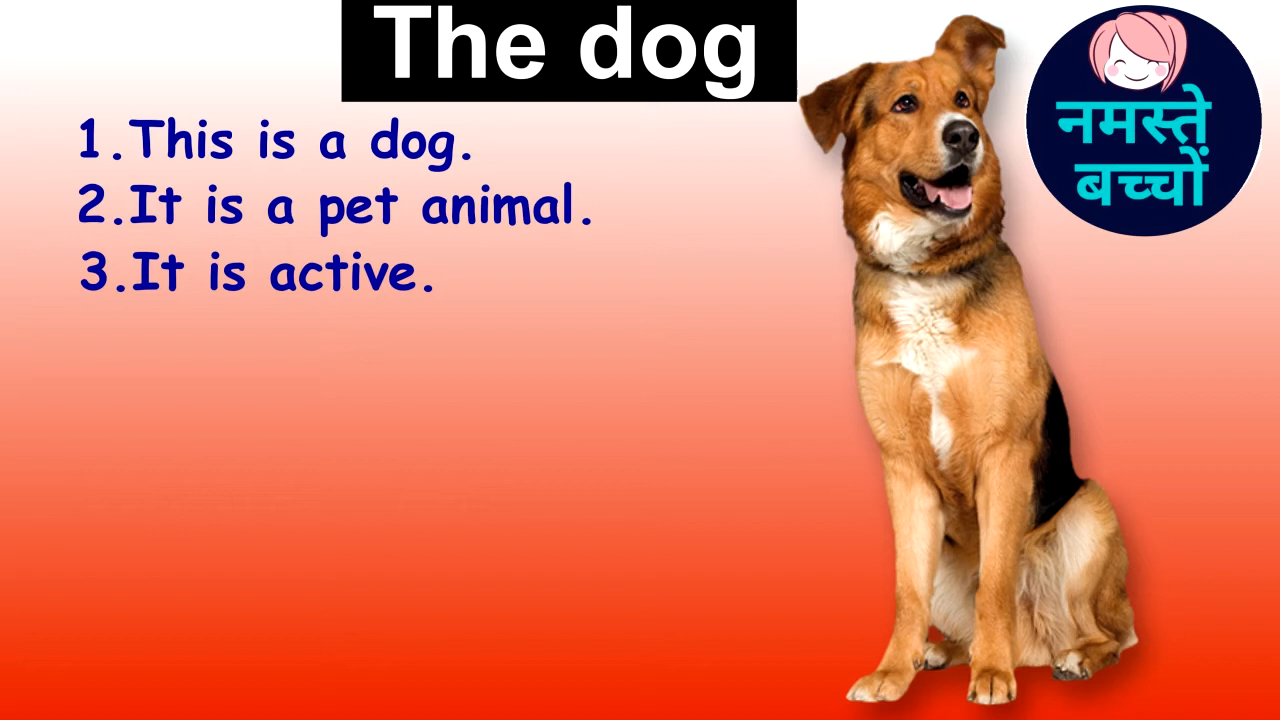 The dog
नमस्ते
बच्चों
1.This is a dog.
2.It is a pet animal.
3.It is active.